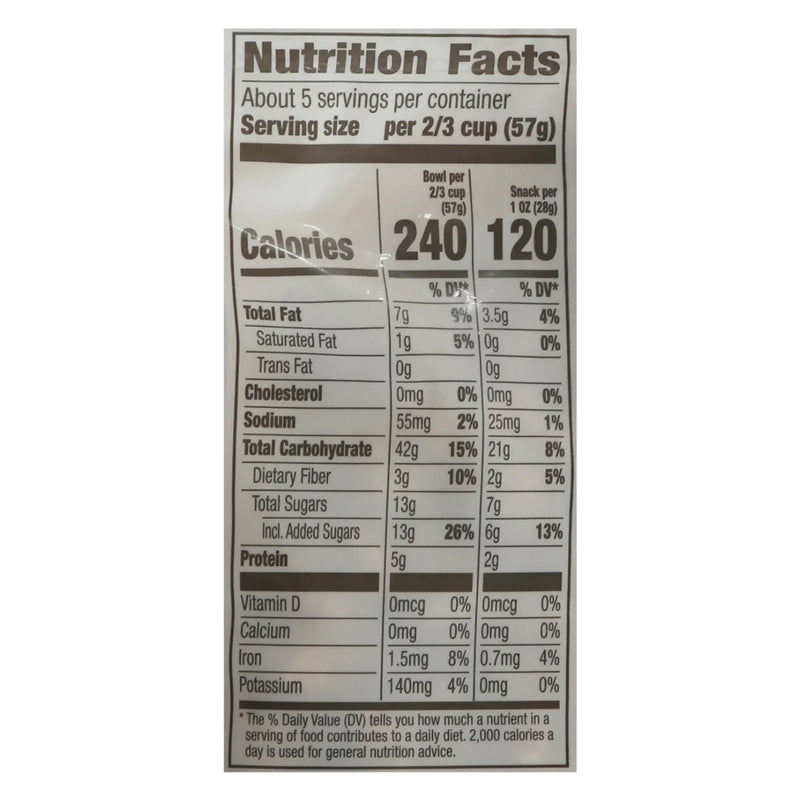 Nutrition Facts
About 5 servings per container
Serving size per 2/3 cup (57g)
Bowl per
2/3 cup
(57g)
Snack per
1 OZ (28g)
Calories 240 120
% DV* % DV*
Total Fat 7g 9% 3.5g 4%
Saturated Fat 1g 5% 0g 0%
Trans Fat 0g 0g
Cholesterol 0mg 0% 0mg 0%
Sodium 55mg 2% 25mg 1%
Total Carbohydrate 42g 15% 21g 8%
Dietary Fiber 3g 10% 2g 5%
Total Sugars 13g 7g
Incl. Added Sugars 13g 26% 6g 13%
Protein 5g 2g
Vitamin D 0mcg 0% 0mcg 0%
Calcium 0mg 0% 0mg 0%
Iron 1.5mg 8% 0.7mg 4%
Potassium 140mg 4% 0mg 0%
* The % Daily Value (DV) tells you how much a nutrient in a
serving of food contributes to a daily diet. 2,000 calories a
day is used for general nutrition advice.